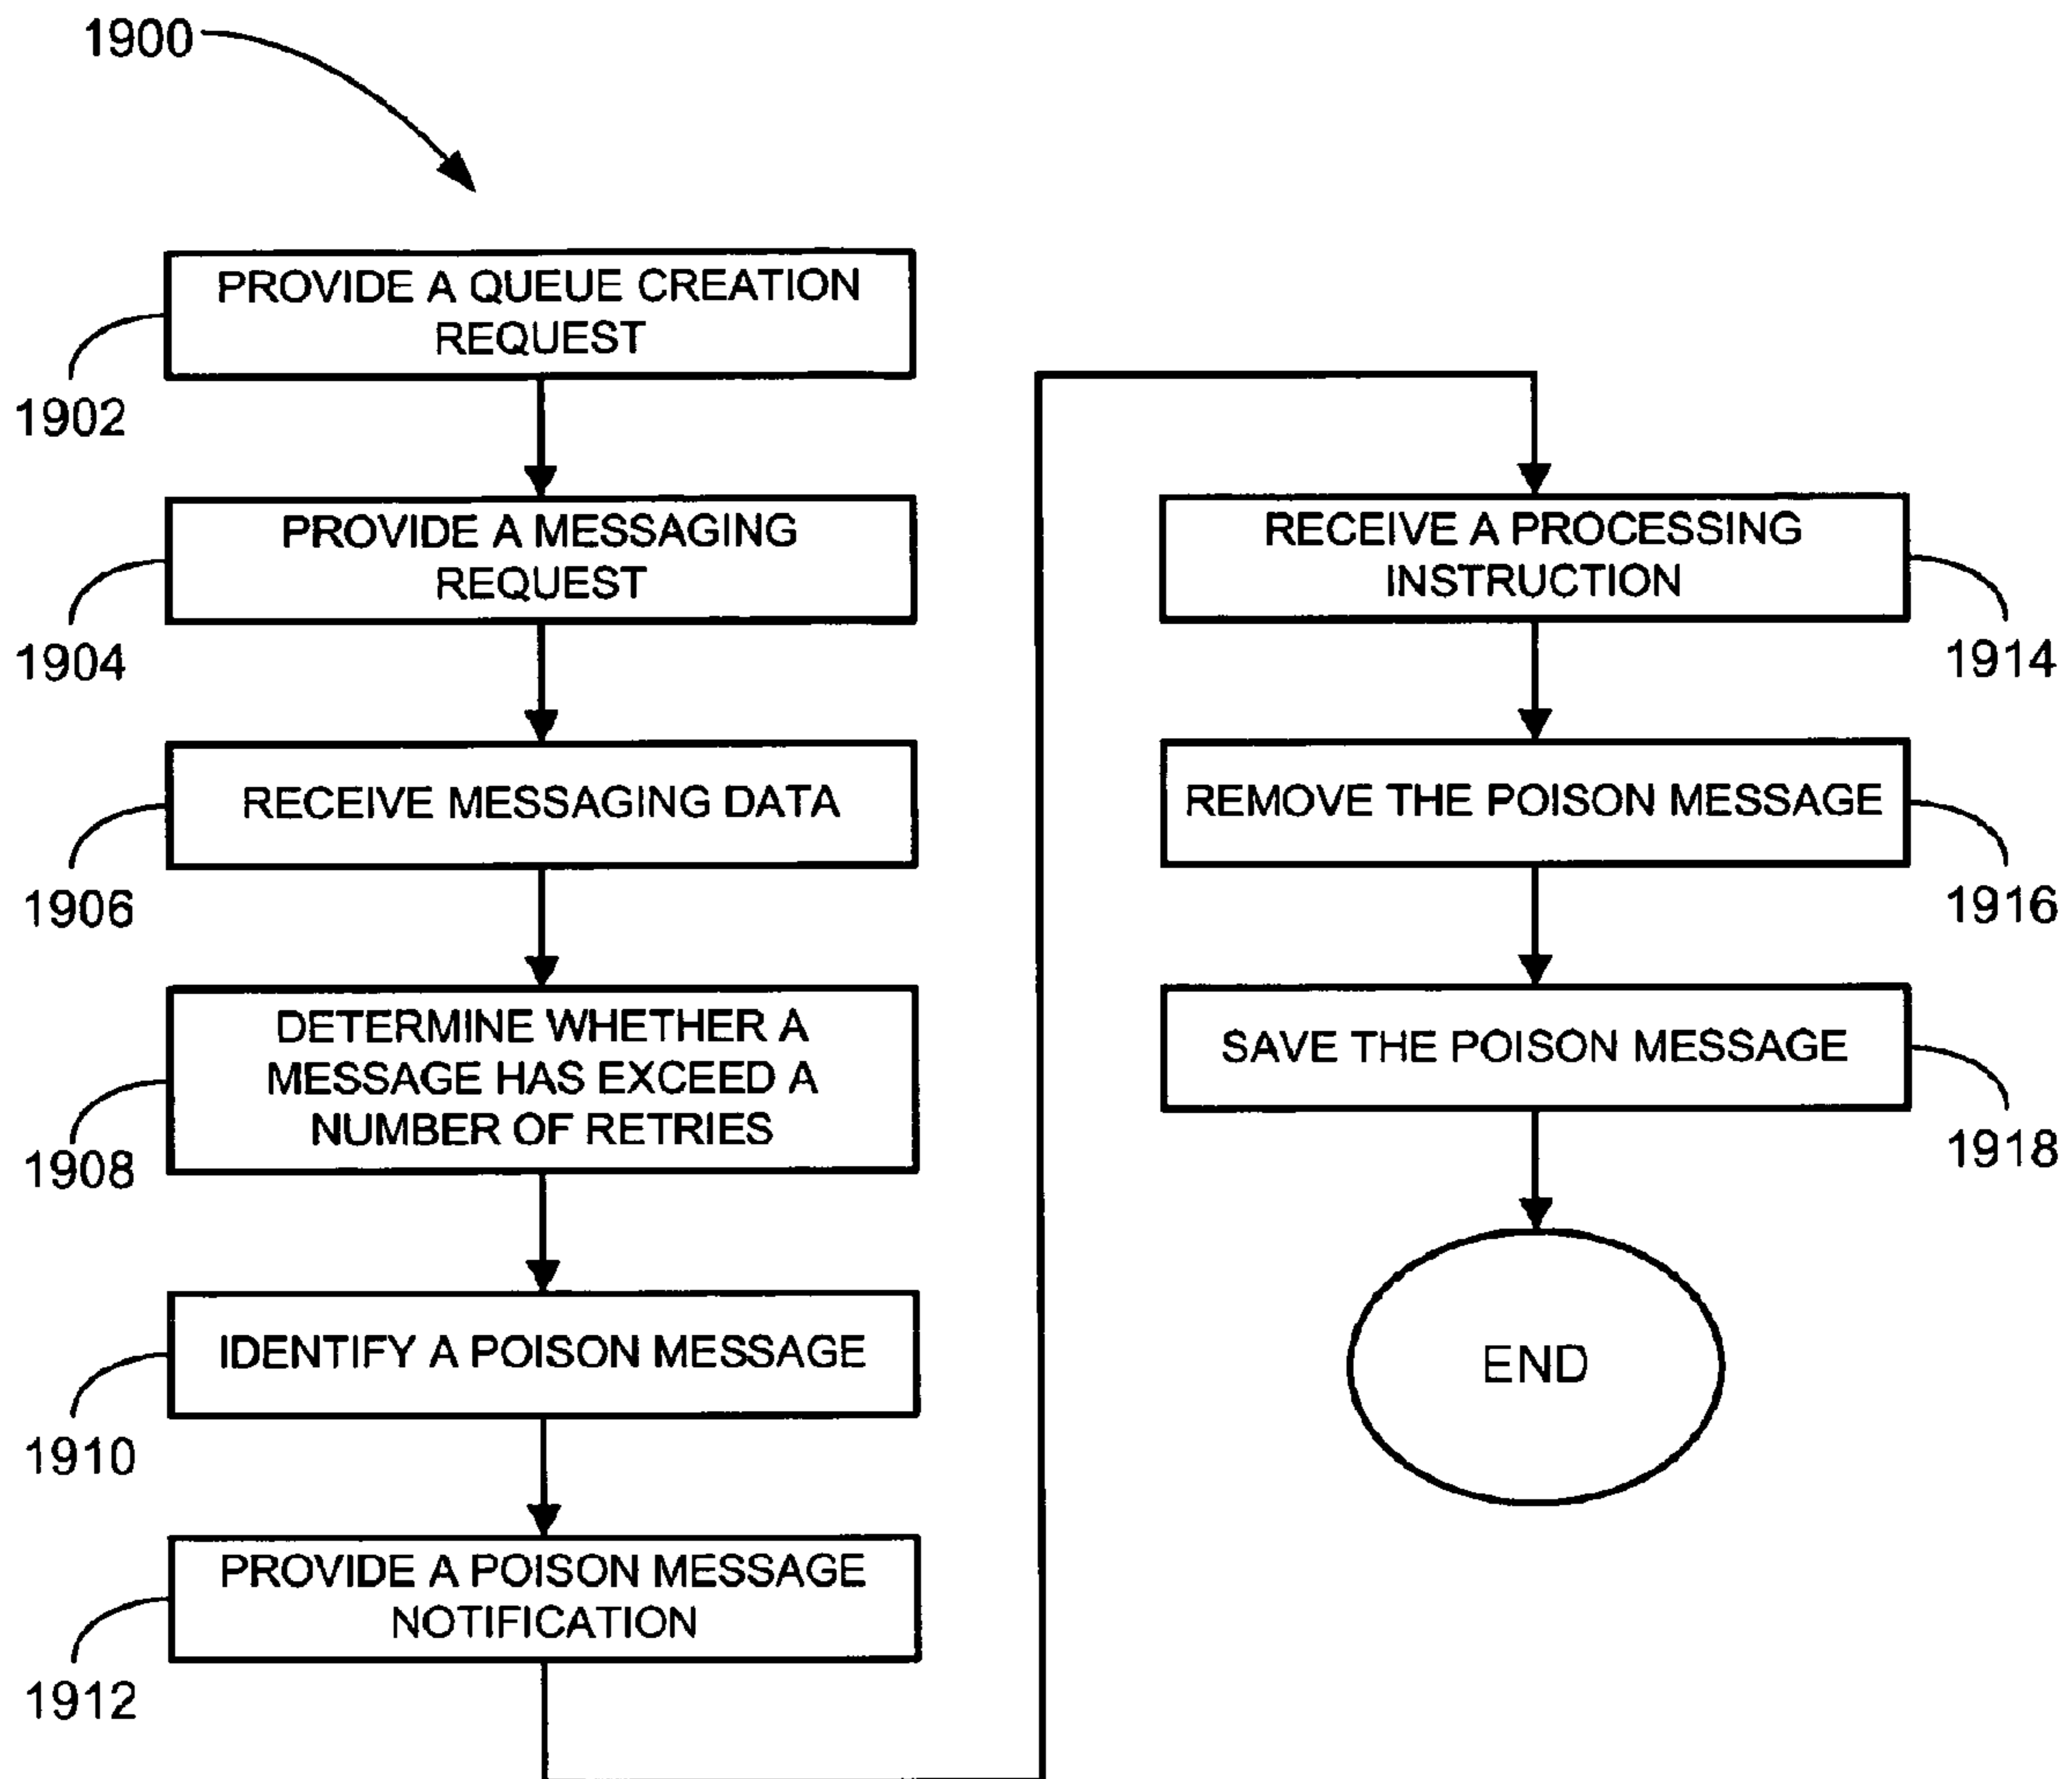 1900
PROVIDE A QUEUE CREATION
REQUEST
1902
PROVIDE A MESSAGING
REQUEST
1904
RECEIVE MESSAGING DATA
1906
DETERMINE WHETHER A
MESSAGE HAS EXCEED A
NUMBER OF RETRIES
1908
IDENTIFY A POISON MESSAGE
1910
PROVIDE A POISON MESSAGE
NOTIFICATION
1912
RECEIVE A PROCESSING
INSTRUCTION
1914
REMOVE THE POISON MESSAGE
1916
SAVE THE POISON MESSAGE
1918
END